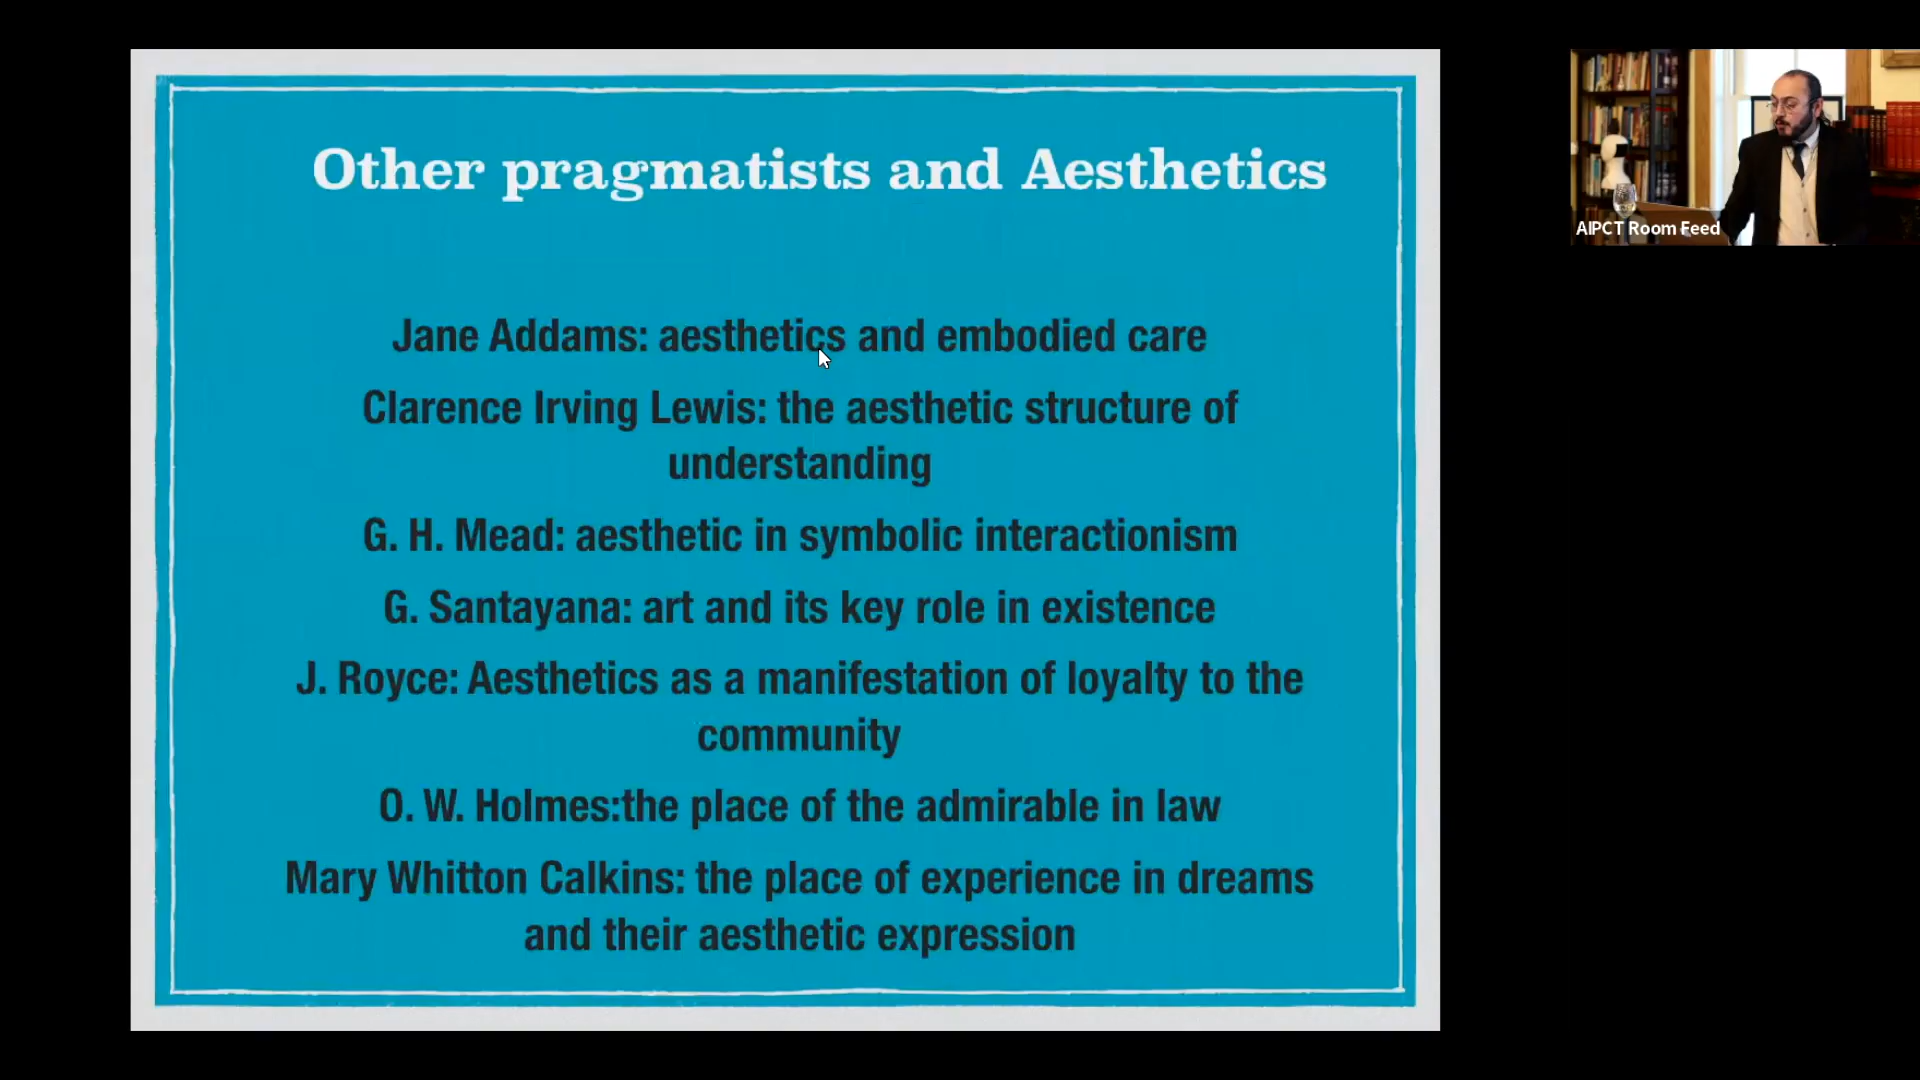 Other pragmatists and Aesthetics
Jane Addams: aesthetics and embodied care
Clarence Irving Lewis: the aesthetic structure of
understanding
G. H. Mead: aesthetic in symbolic interactionism
G. Santayana: art and its key role in existence
J. Royce: Aesthetics as a manifestation of loyalty to the
community
O. W. Holmes:the place of the admirable in law
Mary Whitton Calkins: the place of experience in dreams
and their aesthetic expression
AIPCT Room Feed